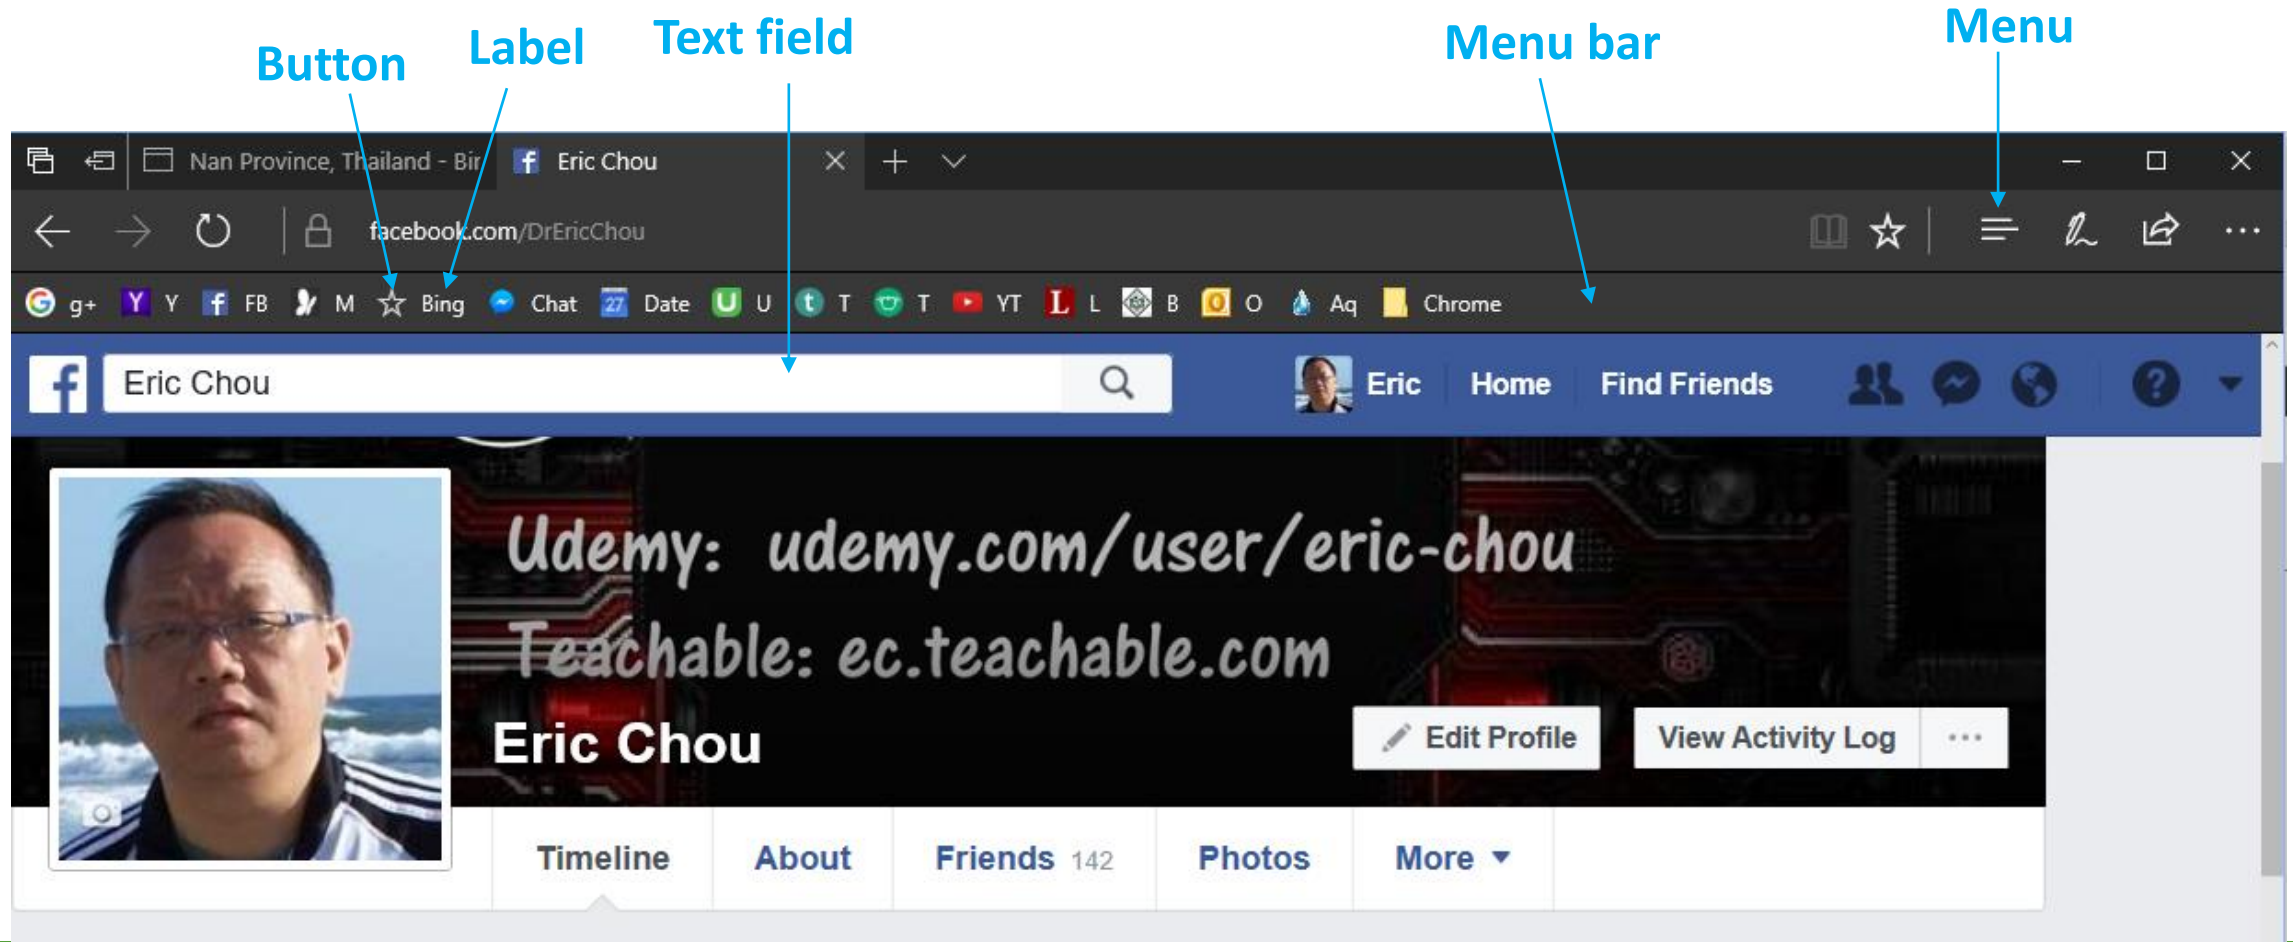 Button Label Text field Menu bar Menu
Nan Province, Thailand - Bir Eric Chou
facebook.com/DrEricChou
g+ Y Y FB M Bing Chat 27 Date U U t T T YT L L B O O Aq Chrome
f Eric Chou Eric Home Find Friends
Udemy: udemy.com/user/eric-chou
Teachable: ec.teachable.com
Eric Chou Edit Profile View Activity Log ...
Timeline About Friends 142 Photos More